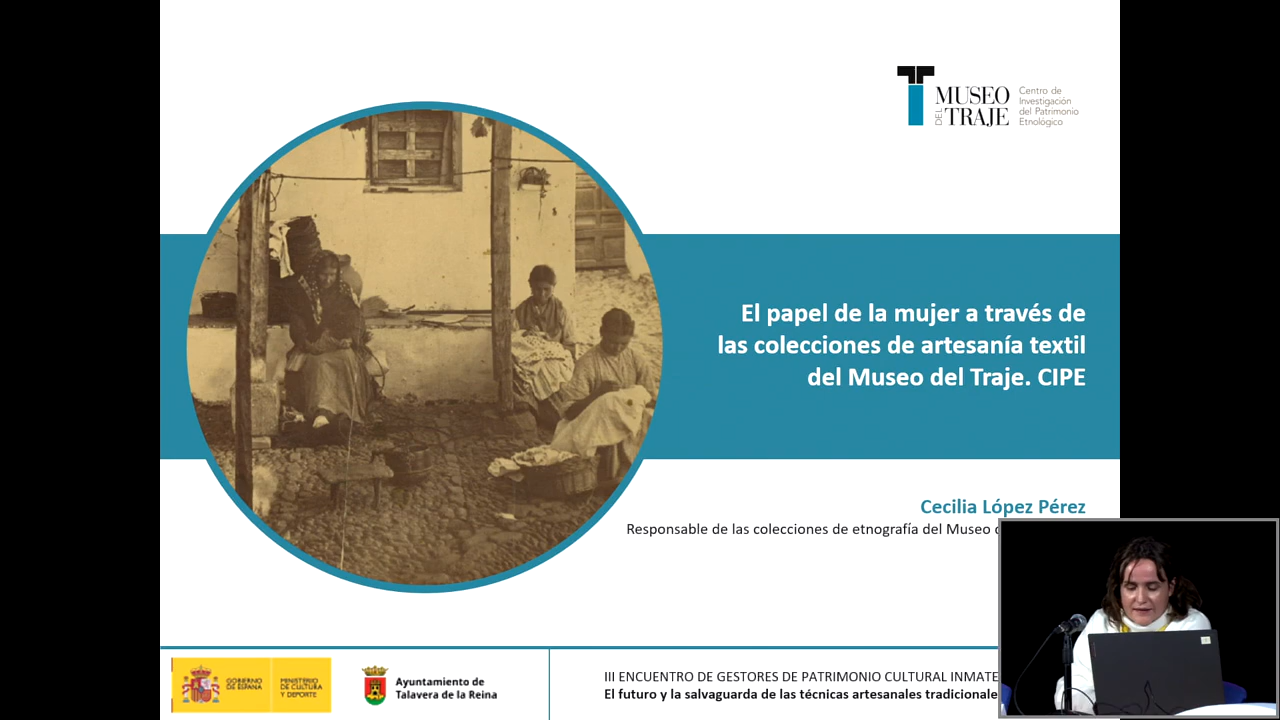 MUSEO
DEL TRAJE
Centro de
Investigación
del Patrimonio
Etnológico
El papel de la mujer a través de
las colecciones de artesanía textil
del Museo del Traje. CIPE
Cecilia López Pérez
Responsable de las colecciones de etnografía del Museo
GOBIERNO
DE ESPAÑA
MINISTERIO
DE CULTURA
Y DEPORTE
Ayuntamiento de
Talavera de la Reina
III ENCUENTRO DE GESTORES DE PATRIMONIO CULTURAL INMATE
El futuro y la salvaguarda de las técnicas artesanales tradicionale